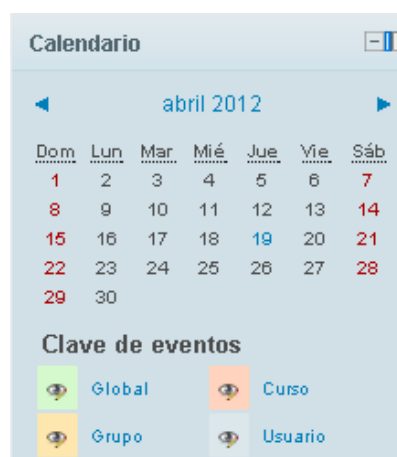 Calendario
abril 2012
Dom Lun Mar Mié Jue Vie Sáb
1 2 3 4 5 6 7
8 9 10 11 12 13 14
15 16 17 18 19 20 21
22 23 24 25 26 27 28
29 30
Clave de eventos
Global Curso
Grupo Usuario